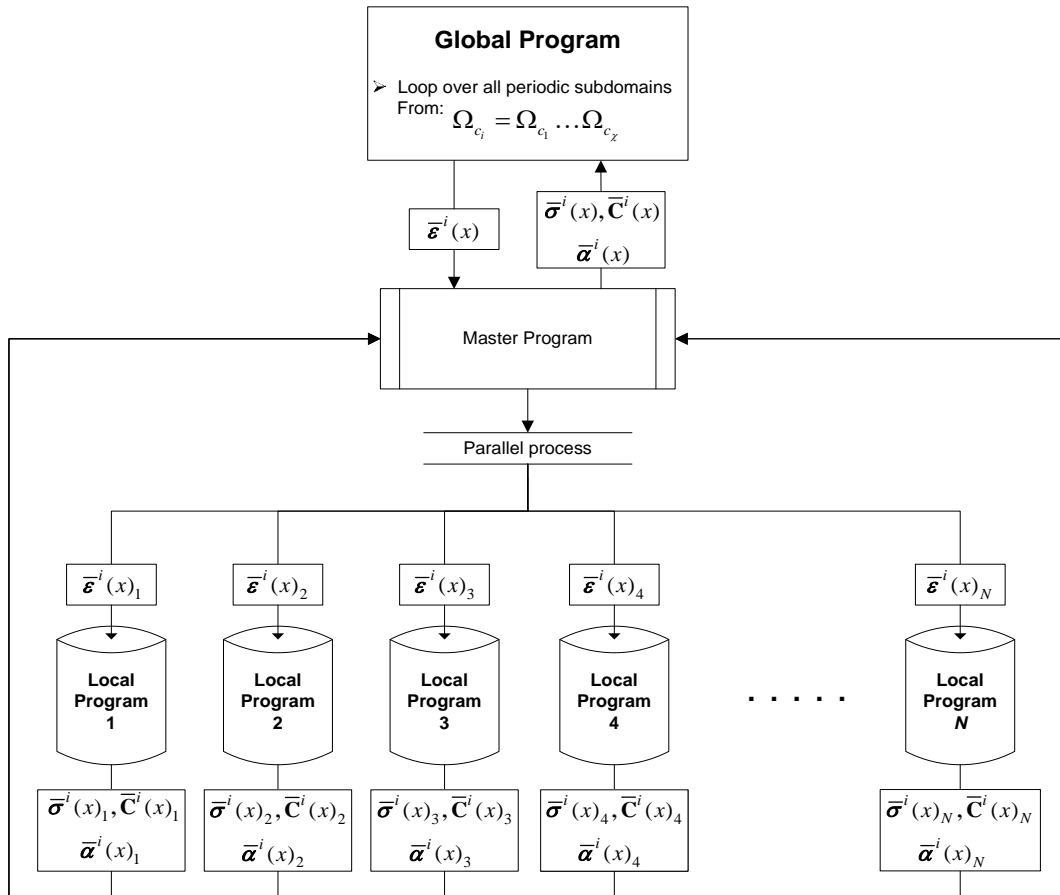 Global Program
➢ Loop over all periodic subdomains
From: Ω_{c_i} = Ω_{c_1} … Ω_{c_χ}
ε̄^i(x)
σ̄^i(x), C̄^i(x)
ᾱ^i(x)
Master Program
Parallel process
ε̄^i(x)_1
ε̄^i(x)_2
ε̄^i(x)_3
ε̄^i(x)_4
ε̄^i(x)_N
Local
Program
1
Local
Program
2
Local
Program
3
Local
Program
4
. . . . .
Local
Program
N
σ̄^i(x)_1, C̄^i(x)_1
ᾱ^i(x)_1
σ̄^i(x)_2, C̄^i(x)_2
ᾱ^i(x)_2
σ̄^i(x)_3, C̄^i(x)_3
ᾱ^i(x)_3
σ̄^i(x)_4, C̄^i(x)_4
ᾱ^i(x)_4
σ̄^i(x)_N, C̄^i(x)_N
ᾱ^i(x)_N